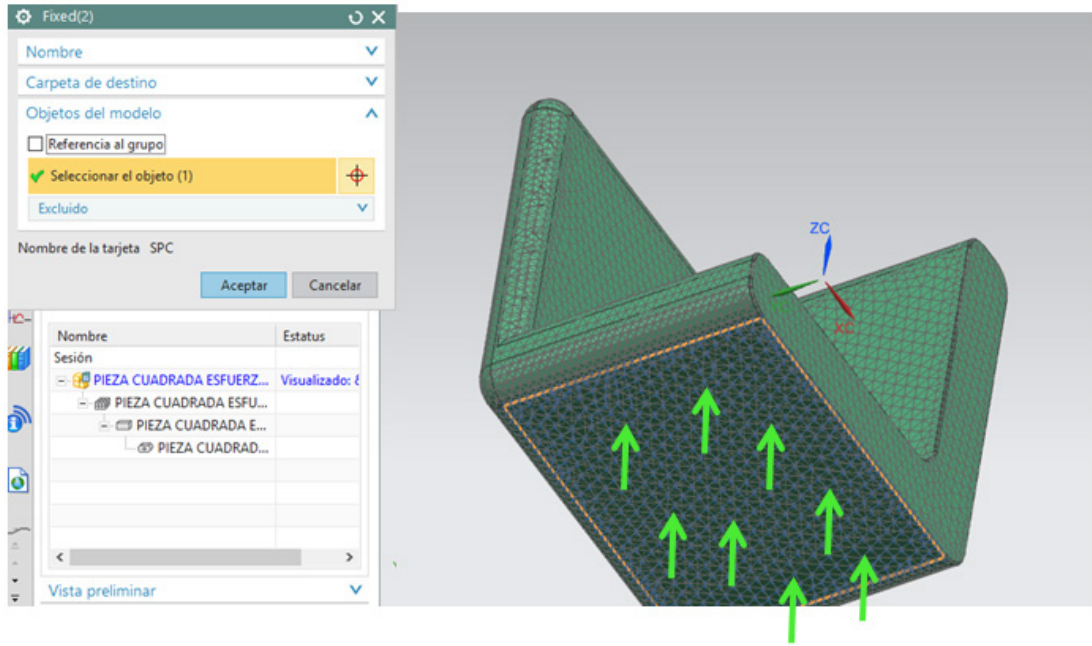 Fixed(2)
Nombre
Carpeta de destino
Objetos del modelo
Referencia al grupo
Seleccionar el objeto (1)
Excluido
Nombre de la tarjeta SPC
Aceptar Cancelar
Nombre Estatus
Sesión
PIEZA CUADRADA ESFUERZ... Visualizado: &
PIEZA CUADRADA ESFU...
PIEZA CUADRADA E...
PIEZA CUADRAD...
Vista preliminar
ZC
XC